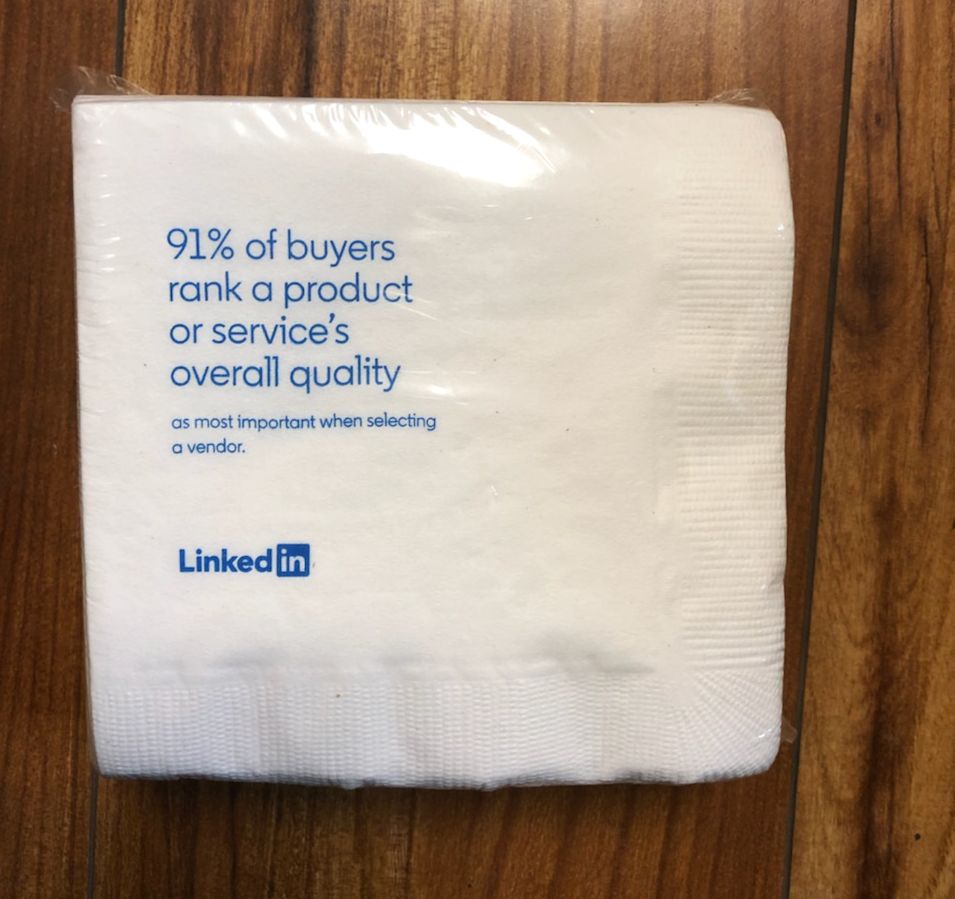 91% of buyers
rank a product
or service’s
overall quality
as most important when selecting
a vendor.
Linkedin